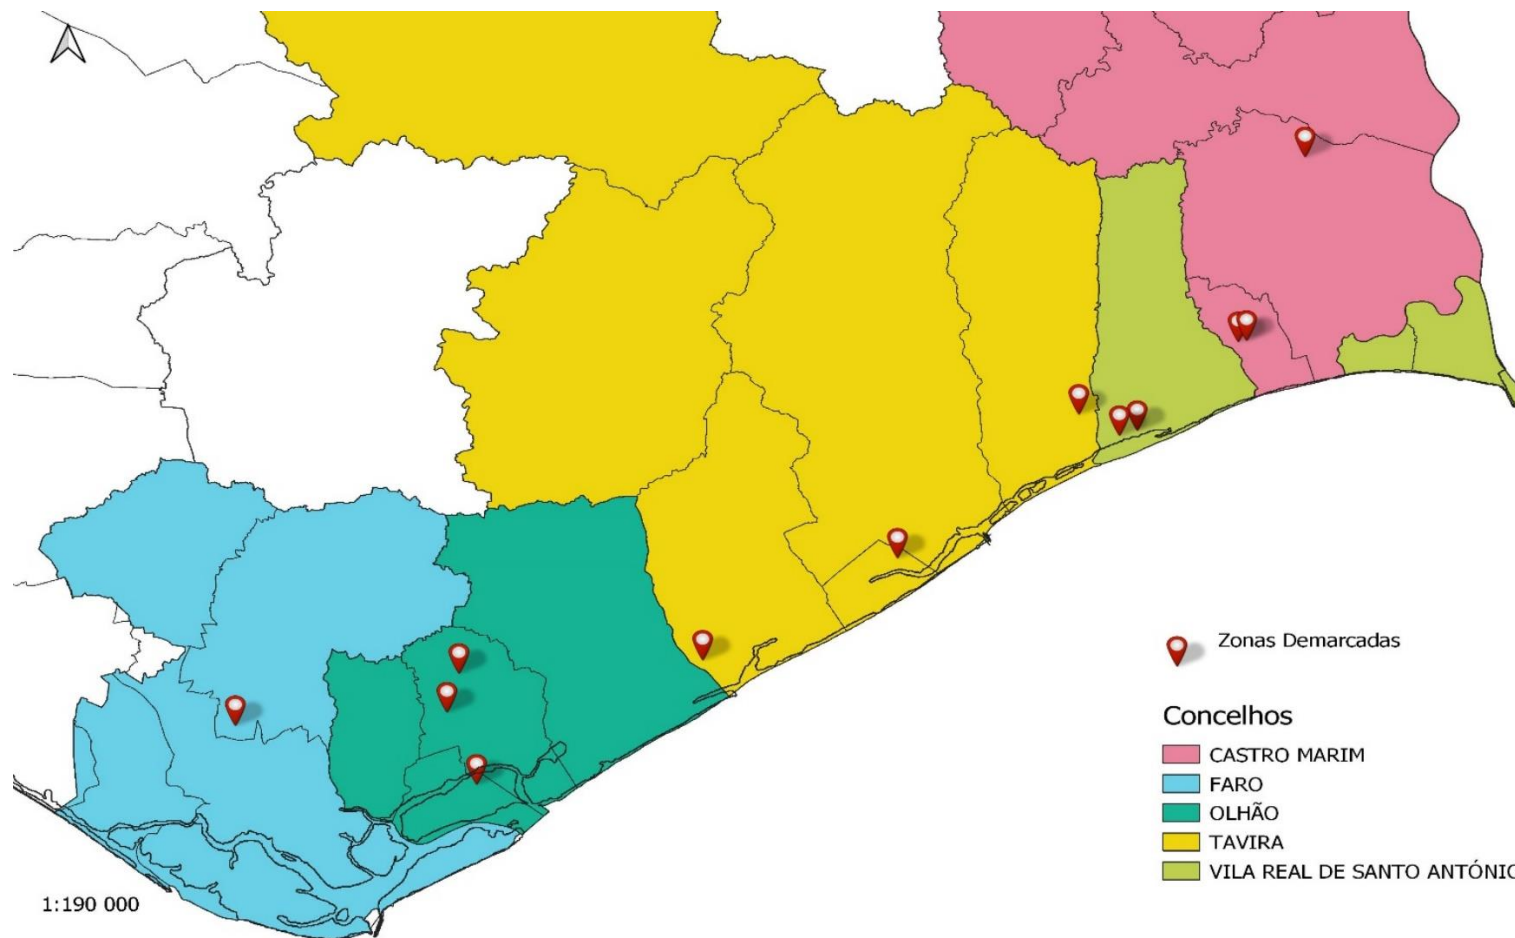 Zonas Demarcadas
Concelhos
CASTRO MARIM
FARO
OLHÃO
TAVIRA
VILA REAL DE SANTO ANTÓNIO
1:190 000